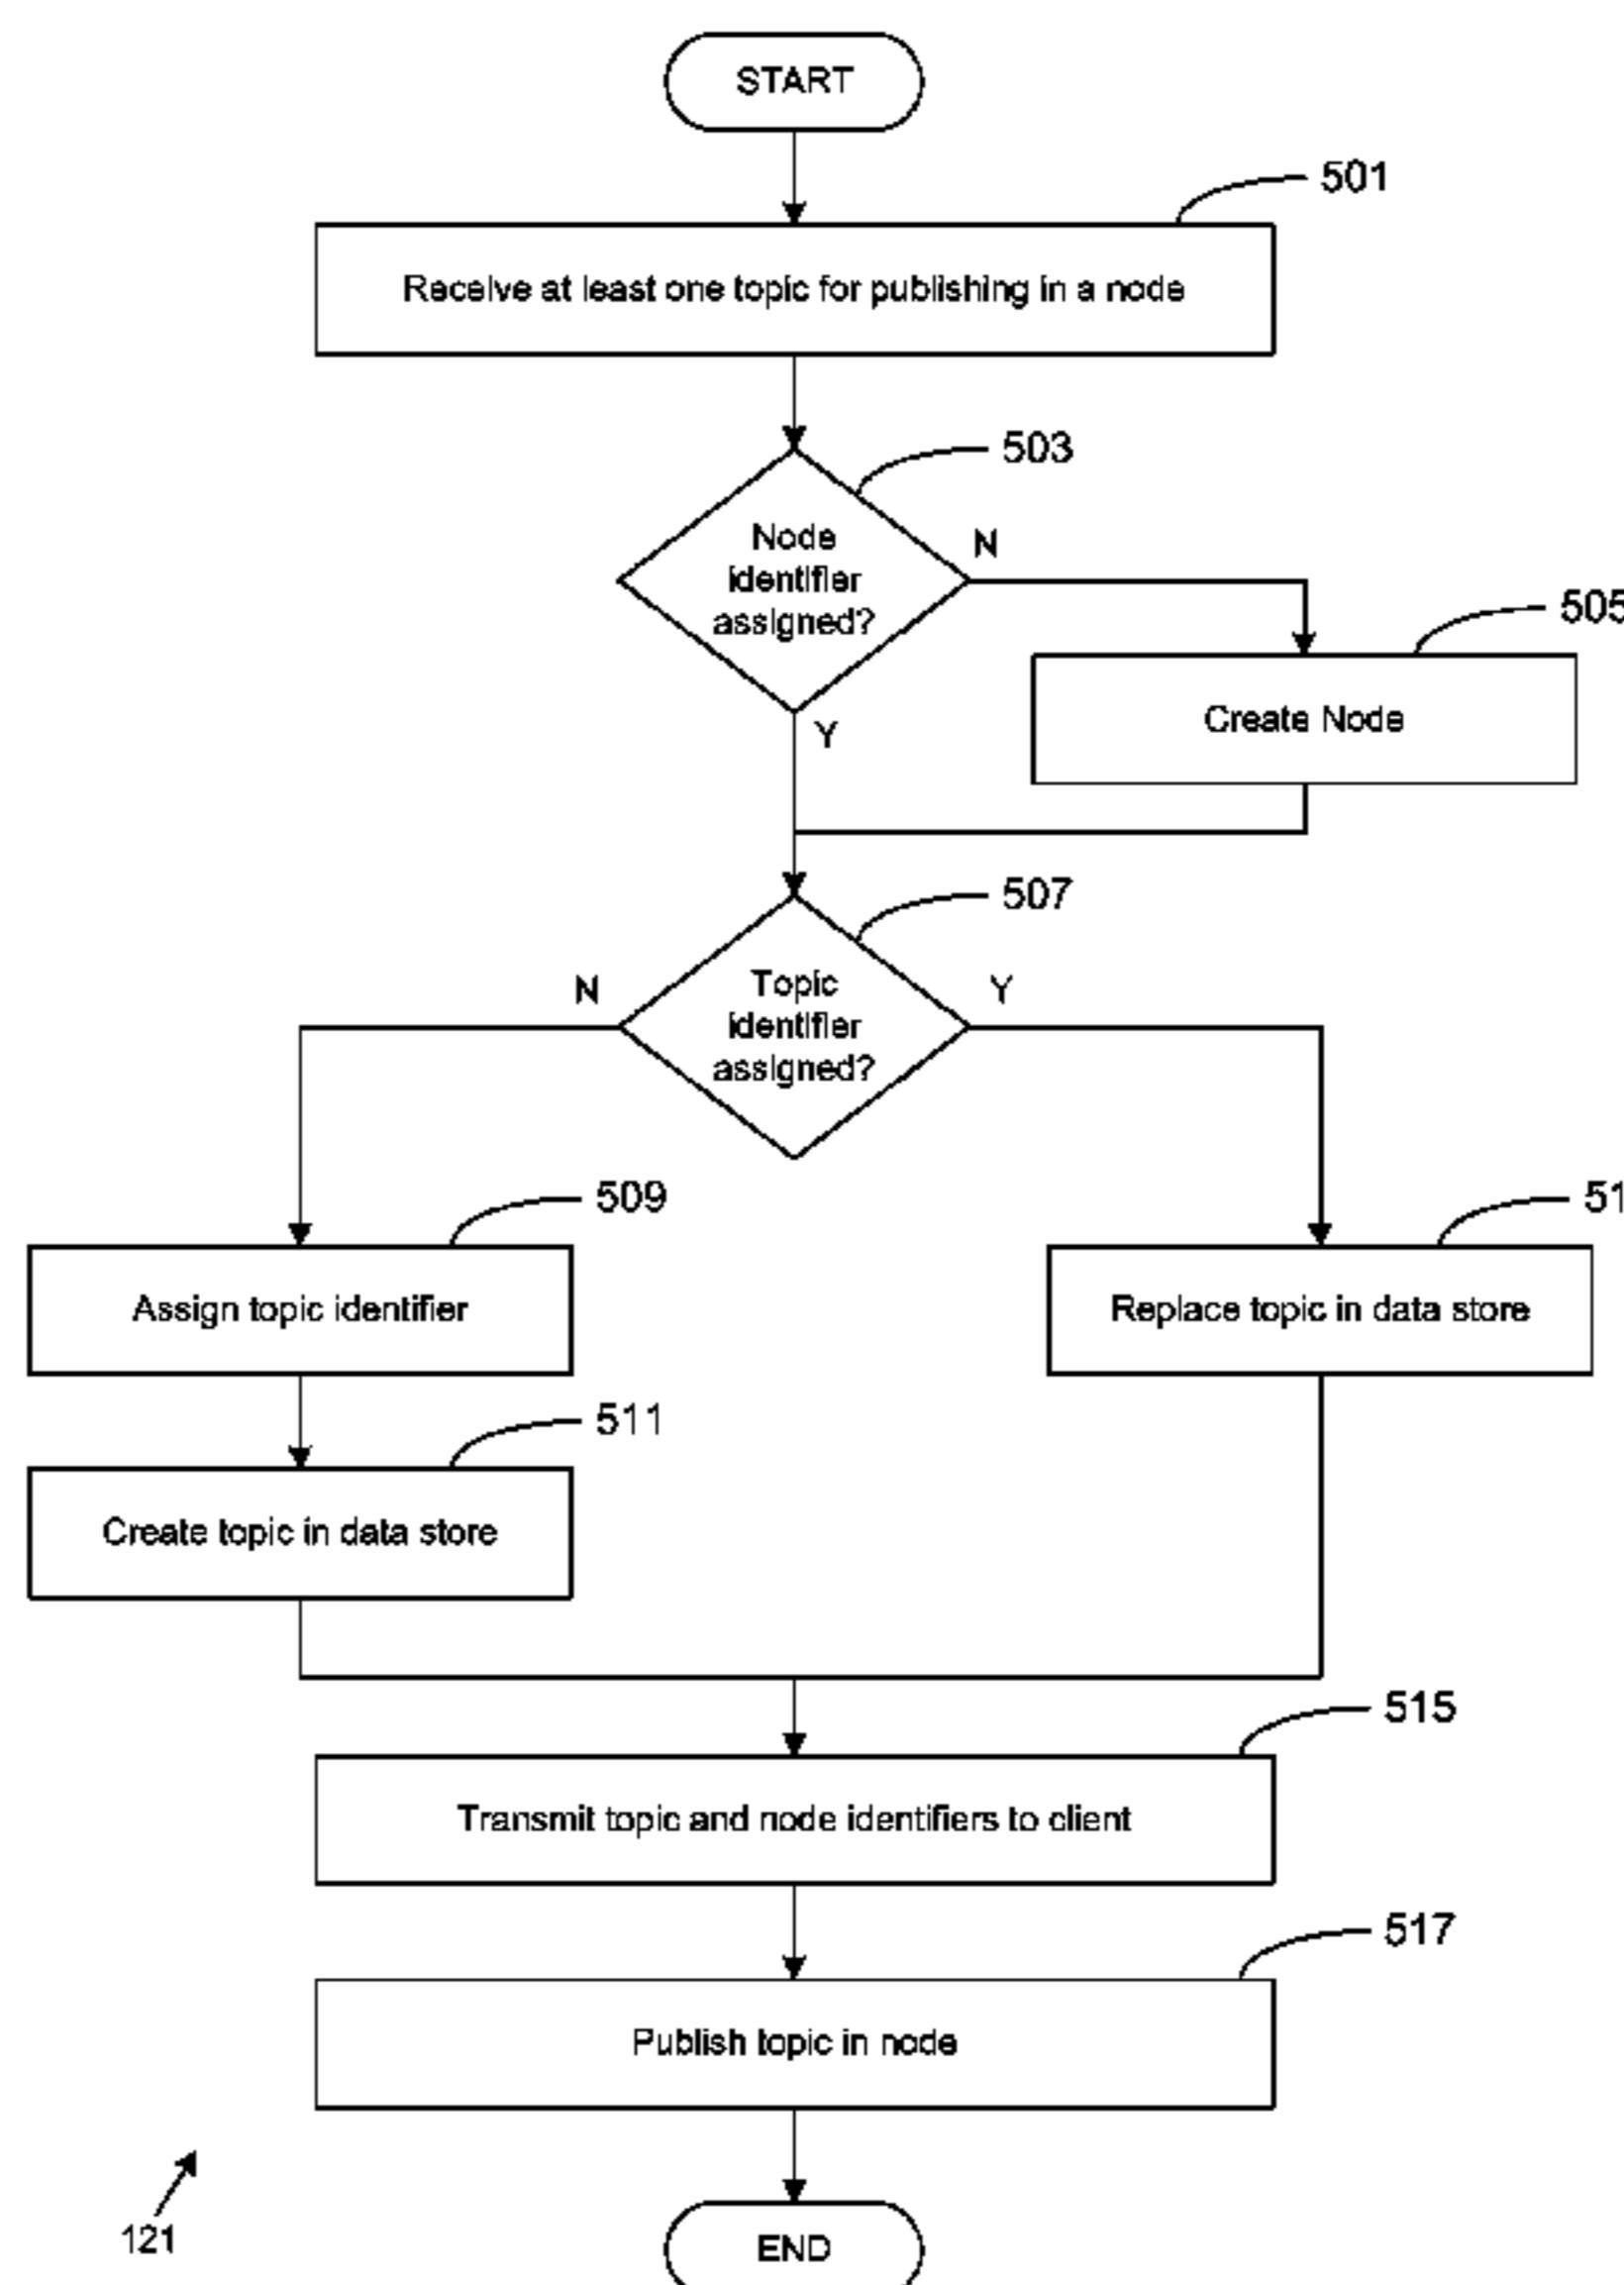 START
501
Receive at least one topic for publishing in a node
503
Node
identifier
assigned?
N
505
Create Node
Y
507
Topic
identifier
assigned?
N
Y
509
Assign topic identifier
51
Replace topic in data store
511
Create topic in data store
515
Transmit topic and node identifiers to client
517
Publish topic in node
121
END